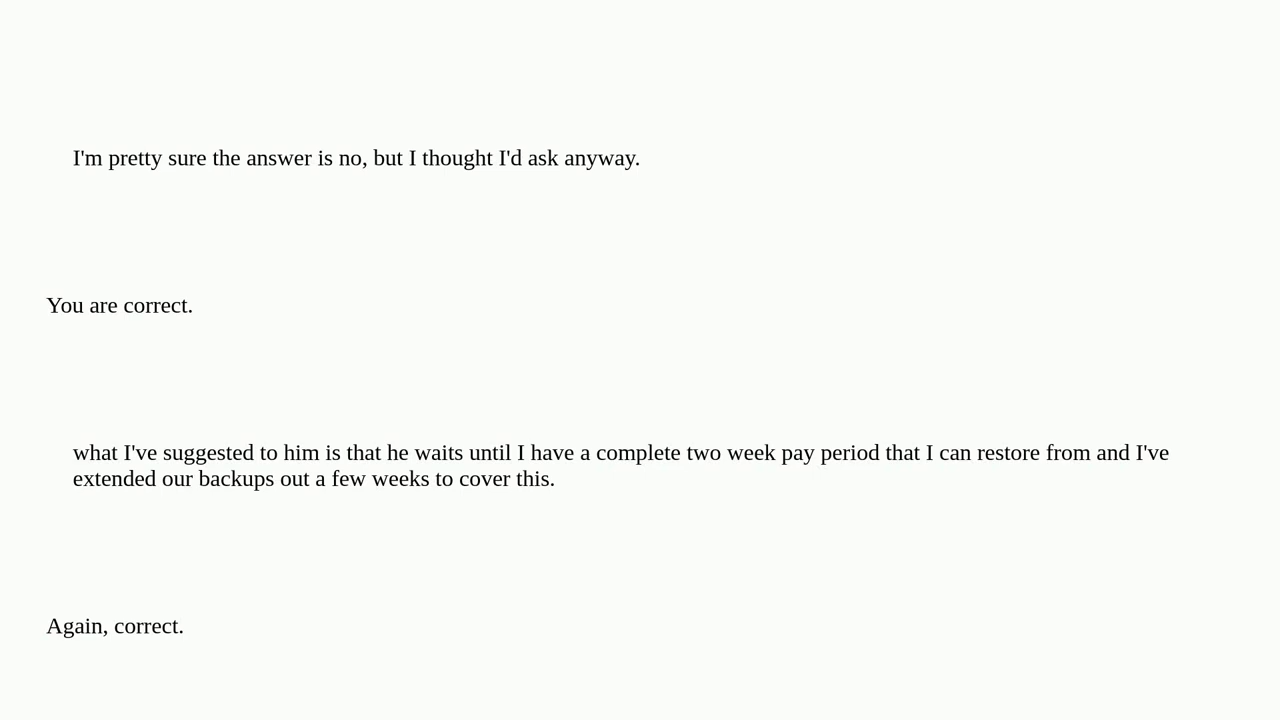 I'm pretty sure the answer is no, but I thought I'd ask anyway.
You are correct.
what I've suggested to him is that he waits until I have a complete two week pay period that I can restore from and I've
extended our backups out a few weeks to cover this.
Again, correct.